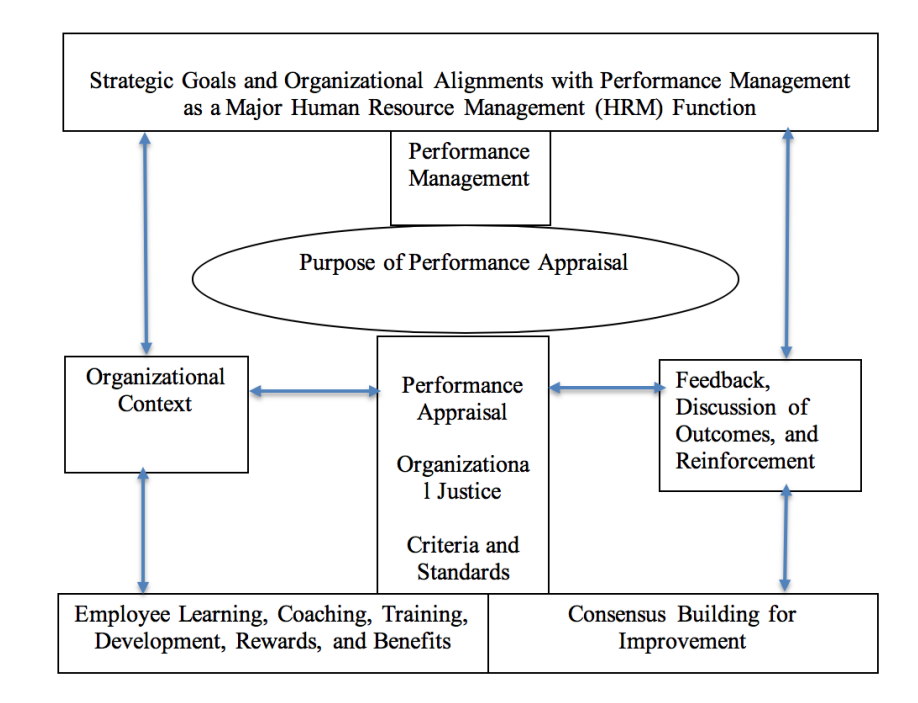 Strategic Goals and Organizational Alignments with Performance Management
as a Major Human Resource Management (HRM) Function
Performance
Management
Purpose of Performance Appraisal
Organizational
Context
Performance
Appraisal
Organizationa
l Justice
Criteria and
Standards
Feedback,
Discussion of
Outcomes, and
Reinforcement
Employee Learning, Coaching, Training,
Development, Rewards, and Benefits
Consensus Building for
Improvement